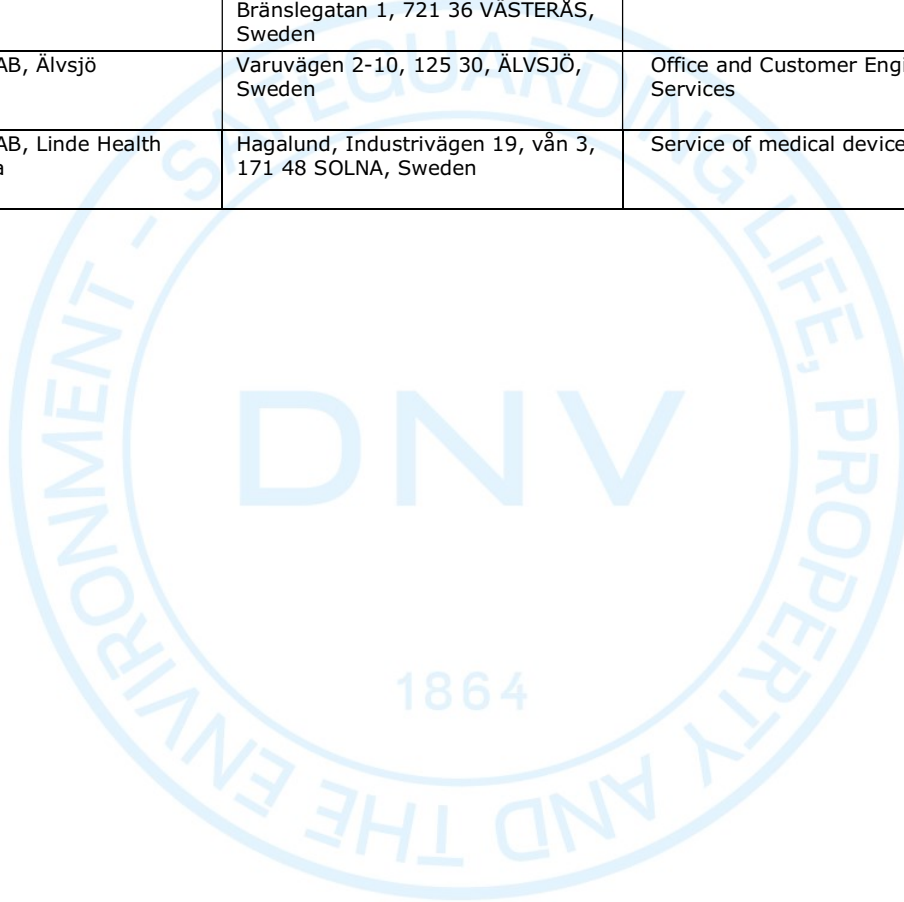 Bränslegatan 1, 721 36 VÄSTERÅS,
Sweden
AB, Älvsjö
Varuvägen 2-10, 125 30, ÄLVSJÖ,
Sweden
Office and Customer
Services
AB, Linde Health
Hagalund, Industrivägen 19, vån 3,
171 48 SOLNA, Sweden
Service of medical device
SAFEGUARDING LIFE, PROPERTY AND THE ENVIRONMENT -
DNV
1864